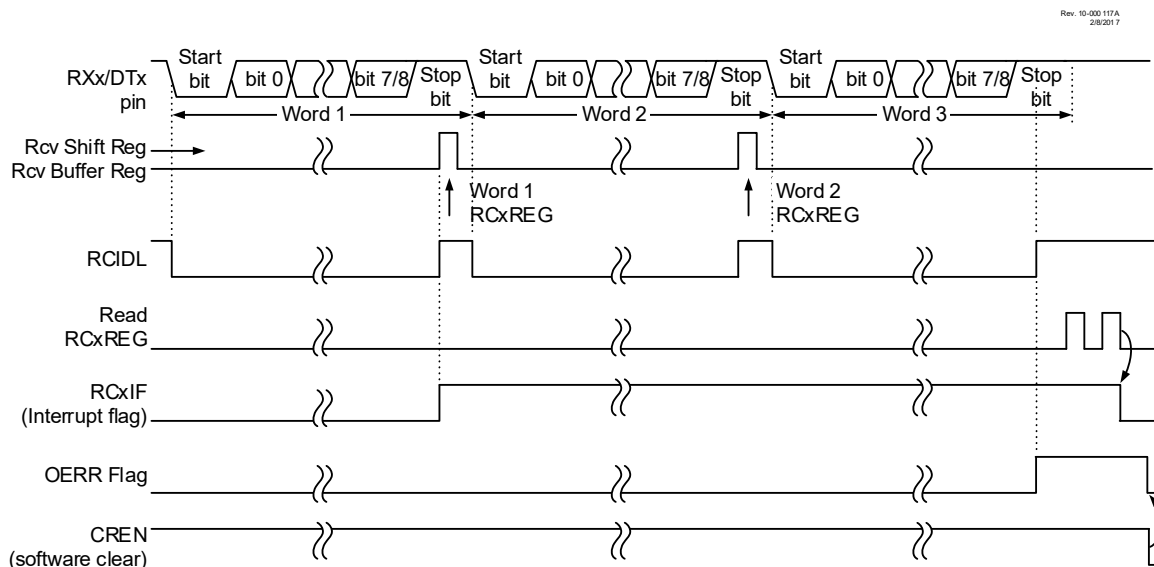 Rev. 10-000 117A
2/8/2017
RXx/DTx
pin
Start
bit
bit 0
bit 7/8
Stop
bit
Start
bit
bit 0
bit 7/8
Stop
bit
Start
bit
bit 0
bit 7/8
Stop
bit
Word 1
Word 2
Word 3
Rcv Shift Reg
Rcv Buffer Reg
Word 1
RCxREG
Word 2
RCxREG
RCIDL
Read
RCxREG
RCxIF
(Interrupt flag)
OERR Flag
CREN
(software clear)